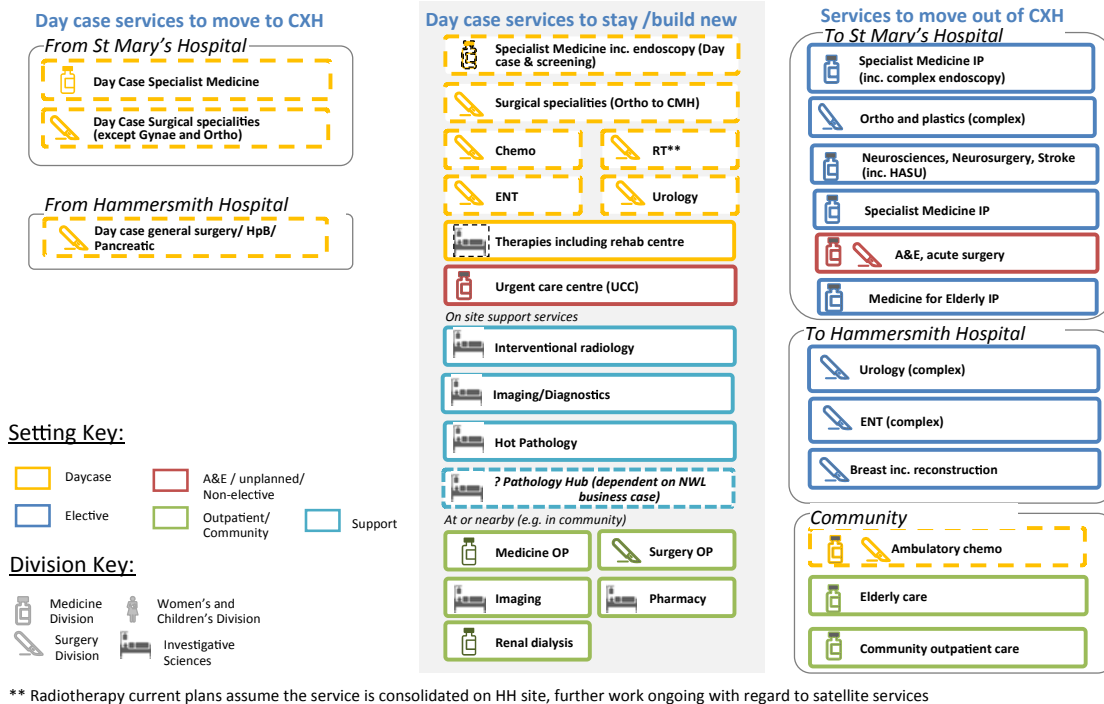 Day case services to move to CXH
From St Mary's Hospital
Day Case Specialist Medicine
Day Case Surgical specialities
(except Gynae and Ortho)
From Hammersmith Hospital
Day case general surgery/ HpB/
Pancreatic
Setting Key:
Daycase
A&E / unplanned/
Non-elective
Elective
Outpatient/
Community
Support
Division Key:
Medicine
Division
Women's and
Children's Division
Surgery
Division
Investigative
Sciences
Day case services to stay /build new
Specialist Medicine inc. endoscopy (Day
case & screening)
Surgical specialities (Ortho to CMH)
Chemo
RT**
ENT
Urology
Therapies including rehab centre
Urgent care centre (UCC)
On site support services
Interventional radiology
Imaging/Diagnostics
Hot Pathology
? Pathology Hub (dependent on NWL
business case)
At or nearby (e.g. in community)
Medicine OP
Surgery OP
Imaging
Pharmacy
Renal dialysis
Services to move out of CXH
To St Mary's Hospital
Specialist Medicine IP
(inc. complex endoscopy)
Ortho and plastics (complex)
Neurosciences, Neurosurgery, Stroke
(inc. HASU)
Specialist Medicine IP
A&E, acute surgery
Medicine for Elderly IP
To Hammersmith Hospital
Urology (complex)
ENT (complex)
Breast inc. reconstruction
Community
Ambulatory chemo
Elderly care
Community outpatient care
** Radiotherapy current plans assume the service is consolidated on HH site, further work ongoing with regard to satellite services